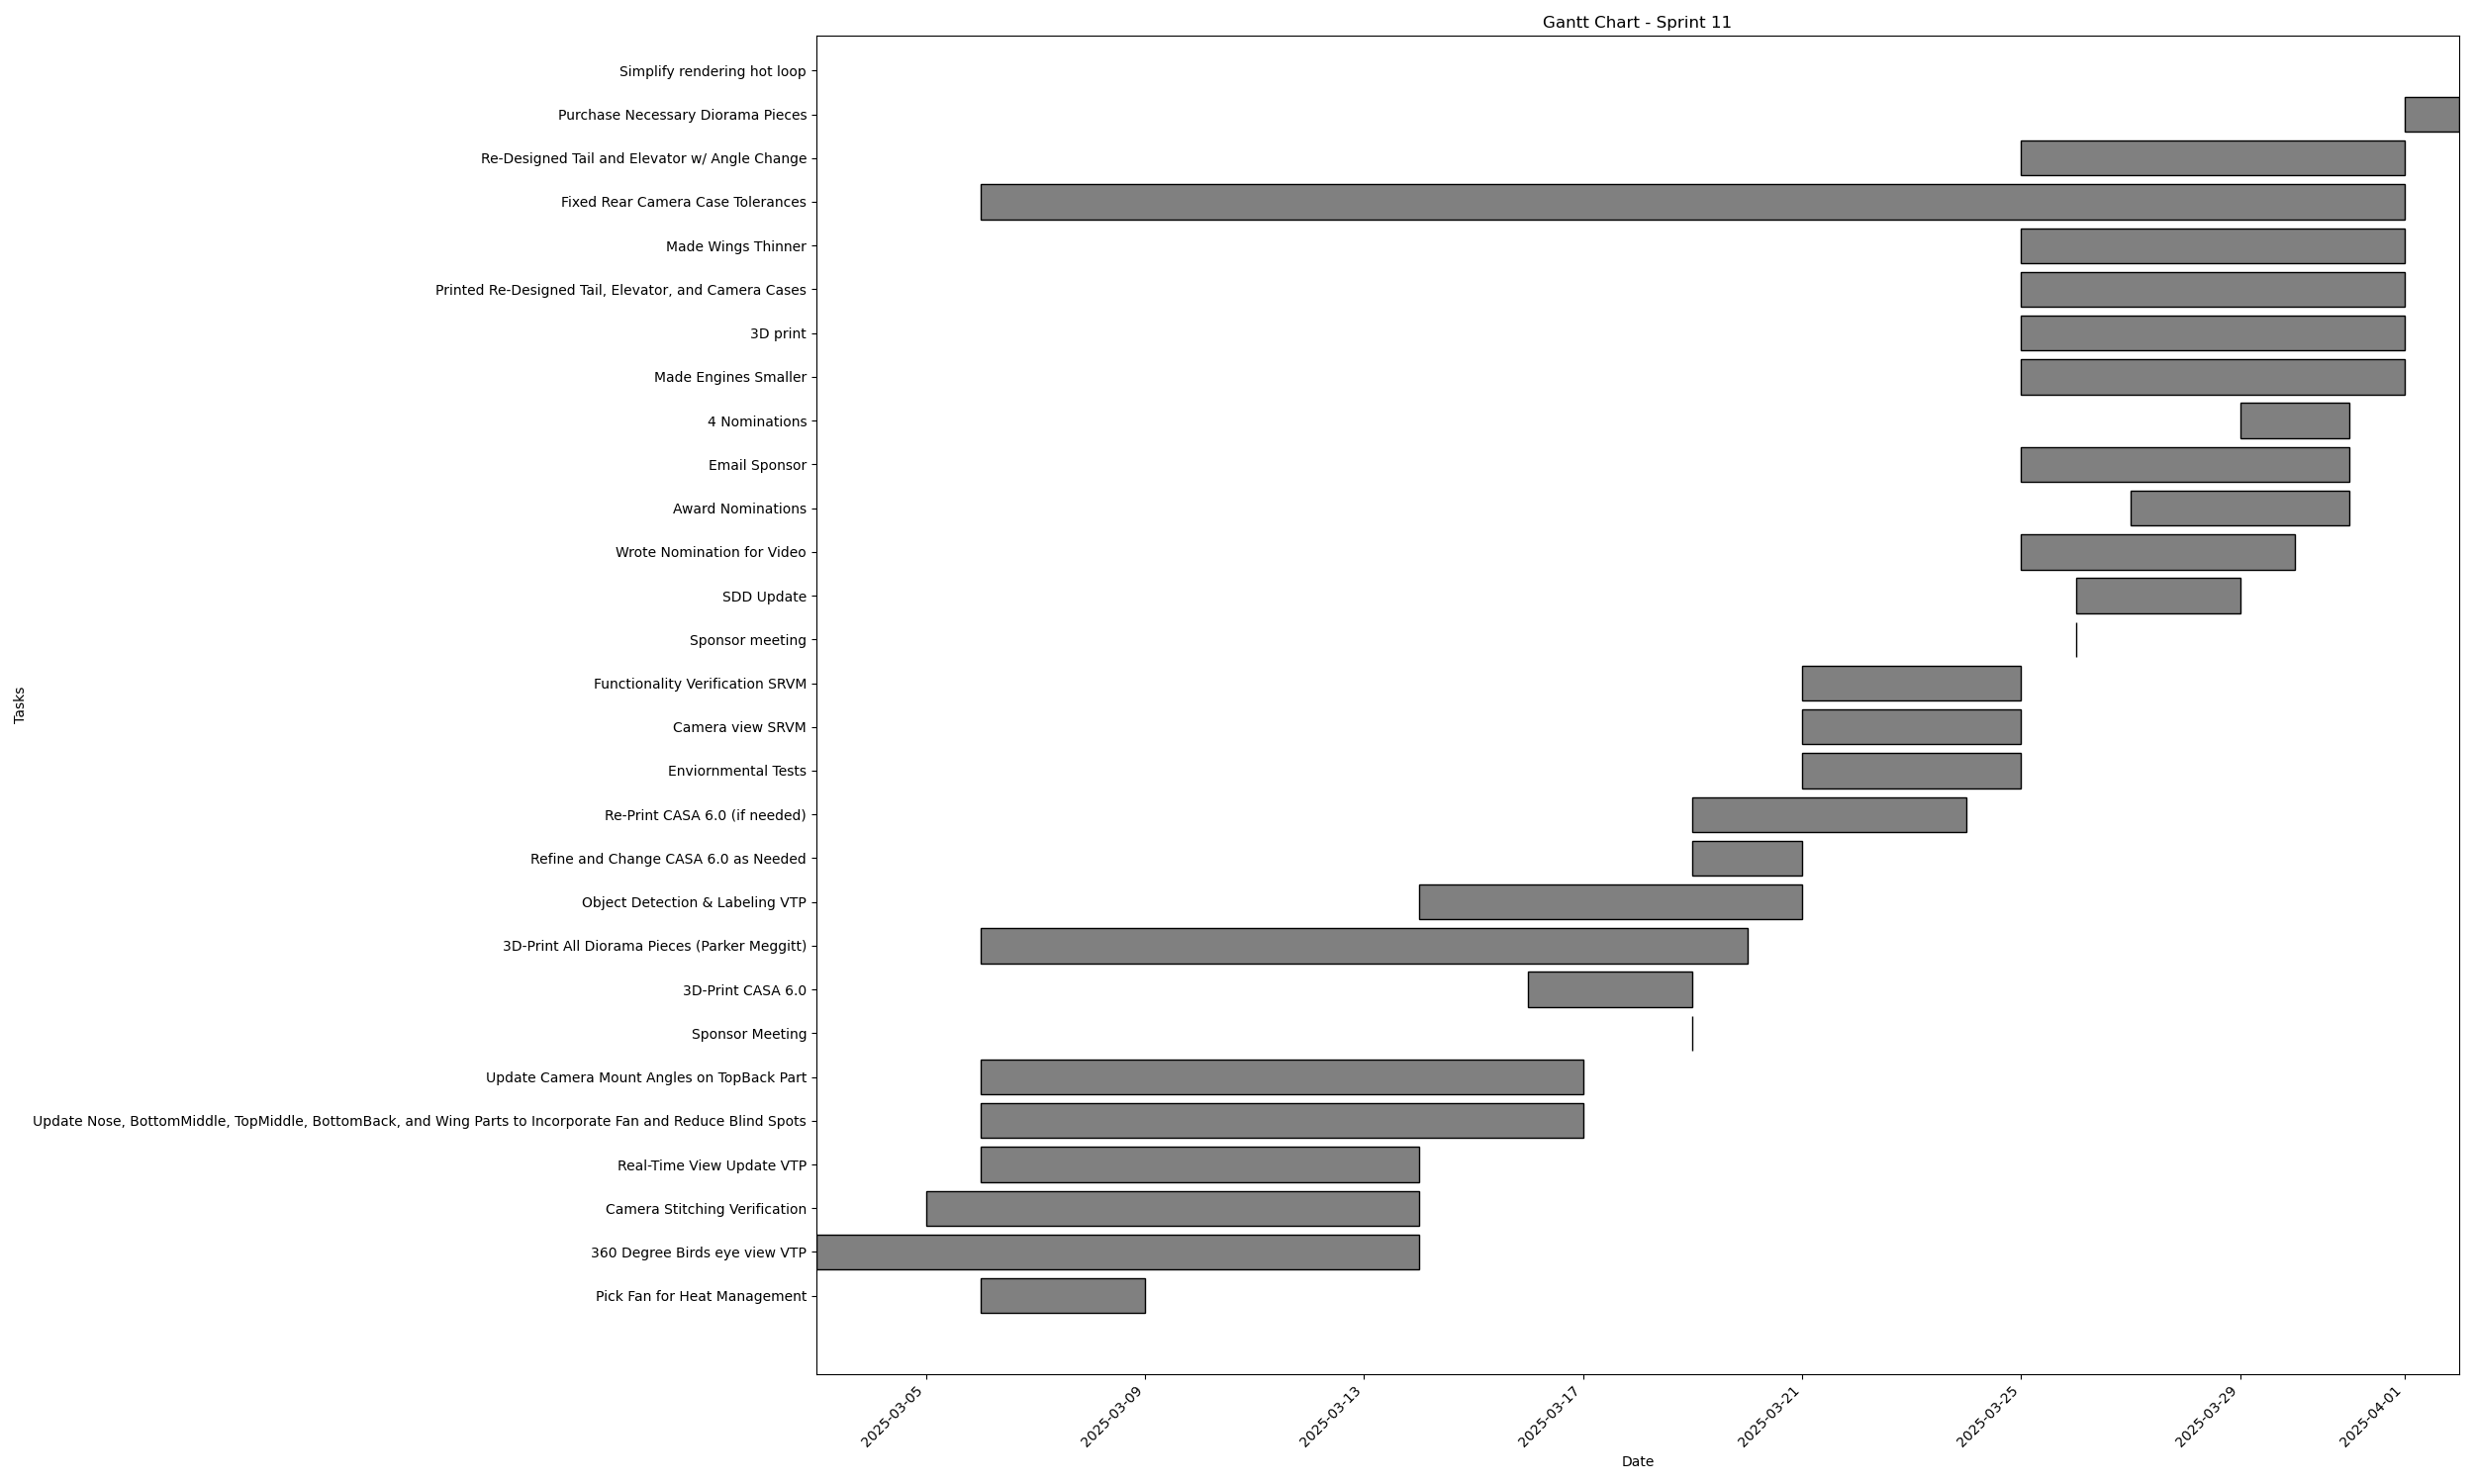 Gantt Chart - Sprint 11
Tasks
Simplify rendering hot loop
Purchase Necessary Diorama Pieces
Re-Designed Tail and Elevator w/ Angle Change
Fixed Rear Camera Case Tolerances
Made Wings Thinner
Printed Re-Designed Tail, Elevator, and Camera Cases
3D print
Made Engines Smaller
4 Nominations
Email Sponsor
Award Nominations
Wrote Nomination for Video
SDD Update
Sponsor meeting
Functionality Verification SRVM
Camera view SRVM
Enviornmental Tests
Re-Print CASA 6.0 (if needed)
Refine and Change CASA 6.0 as Needed
Object Detection & Labeling VTP
3D-Print All Diorama Pieces (Parker Meggitt)
3D-Print CASA 6.0
Sponsor Meeting
Update Camera Mount Angles on TopBack Part
Update Nose, BottomMiddle, TopMiddle, BottomBack, and Wing Parts to Incorporate Fan and Reduce Blind Spots
Real-Time View Update VTP
Camera Stitching Verification
360 Degree Birds eye view VTP
Pick Fan for Heat Management
2025-03-05
2025-03-09
2025-03-13
2025-03-17
2025-03-21
2025-03-25
2025-03-29
2025-04-01
Date